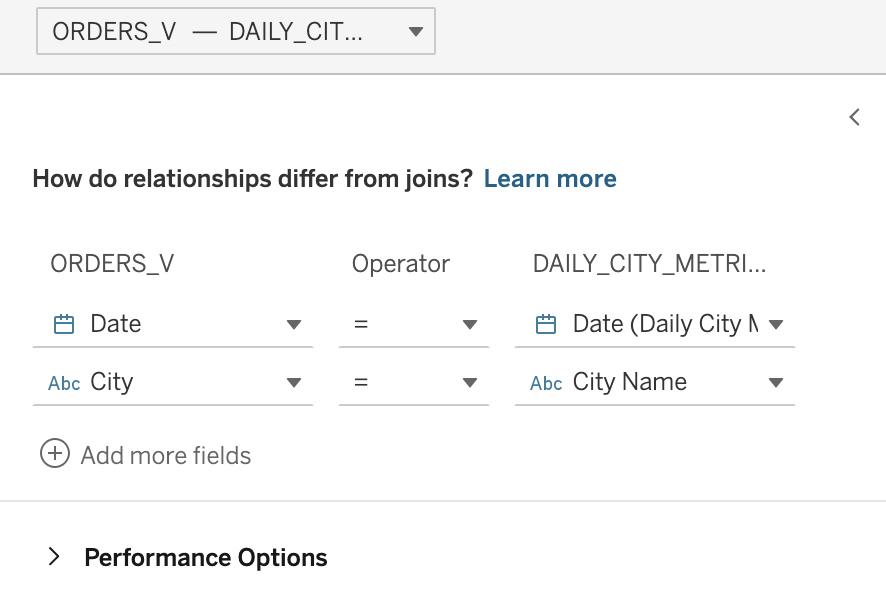 ORDERS_V — DAILY_CIT...
How do relationships differ from joins? Learn more
ORDERS_V Operator DAILY_CITY_METRI...
Date = Date (Daily City M
Abc City = Abc City Name
Add more fields
Performance Options